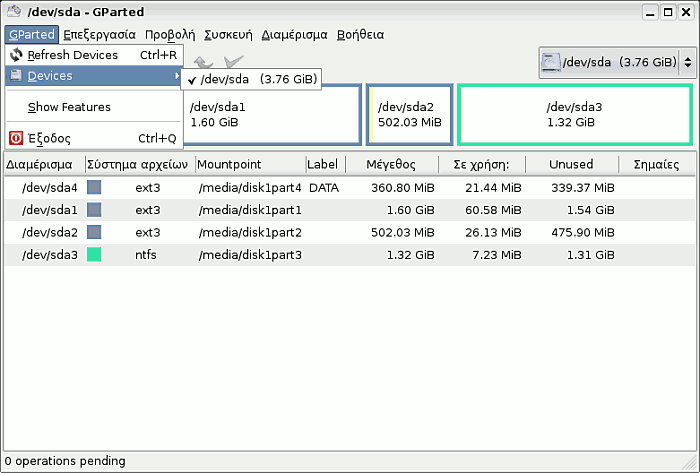 /dev/sda - GParted
GParted Επεξεργασία Προβολή Συσκευή Διαμέρισμα Βοήθεια
Refresh Devices Ctrl+R
Devices
/dev/sda (3.76 GiB)
Show Features
Έξοδος Ctrl+Q
/dev/sda (3.76 GiB)
/dev/sda1
1.60 GiB
/dev/sda2
502.03 MiB
/dev/sda3
1.32 GiB
Διαμέρισμα Σύστημα αρχείων Mountpoint Label Μέγεθος Σε χρήση: Unused Σημαίες
/dev/sda4 ext3 /media/disk1part4 DATA 360.80 MiB 21.44 MiB 339.37 MiB
/dev/sda1 ext3 /media/disk1part1 1.60 GiB 60.58 MiB 1.54 GiB
/dev/sda2 ext3 /media/disk1part2 502.03 MiB 26.13 MiB 475.90 MiB
/dev/sda3 ntfs /media/disk1part3 1.32 GiB 7.23 MiB 1.31 GiB
0 operations pending